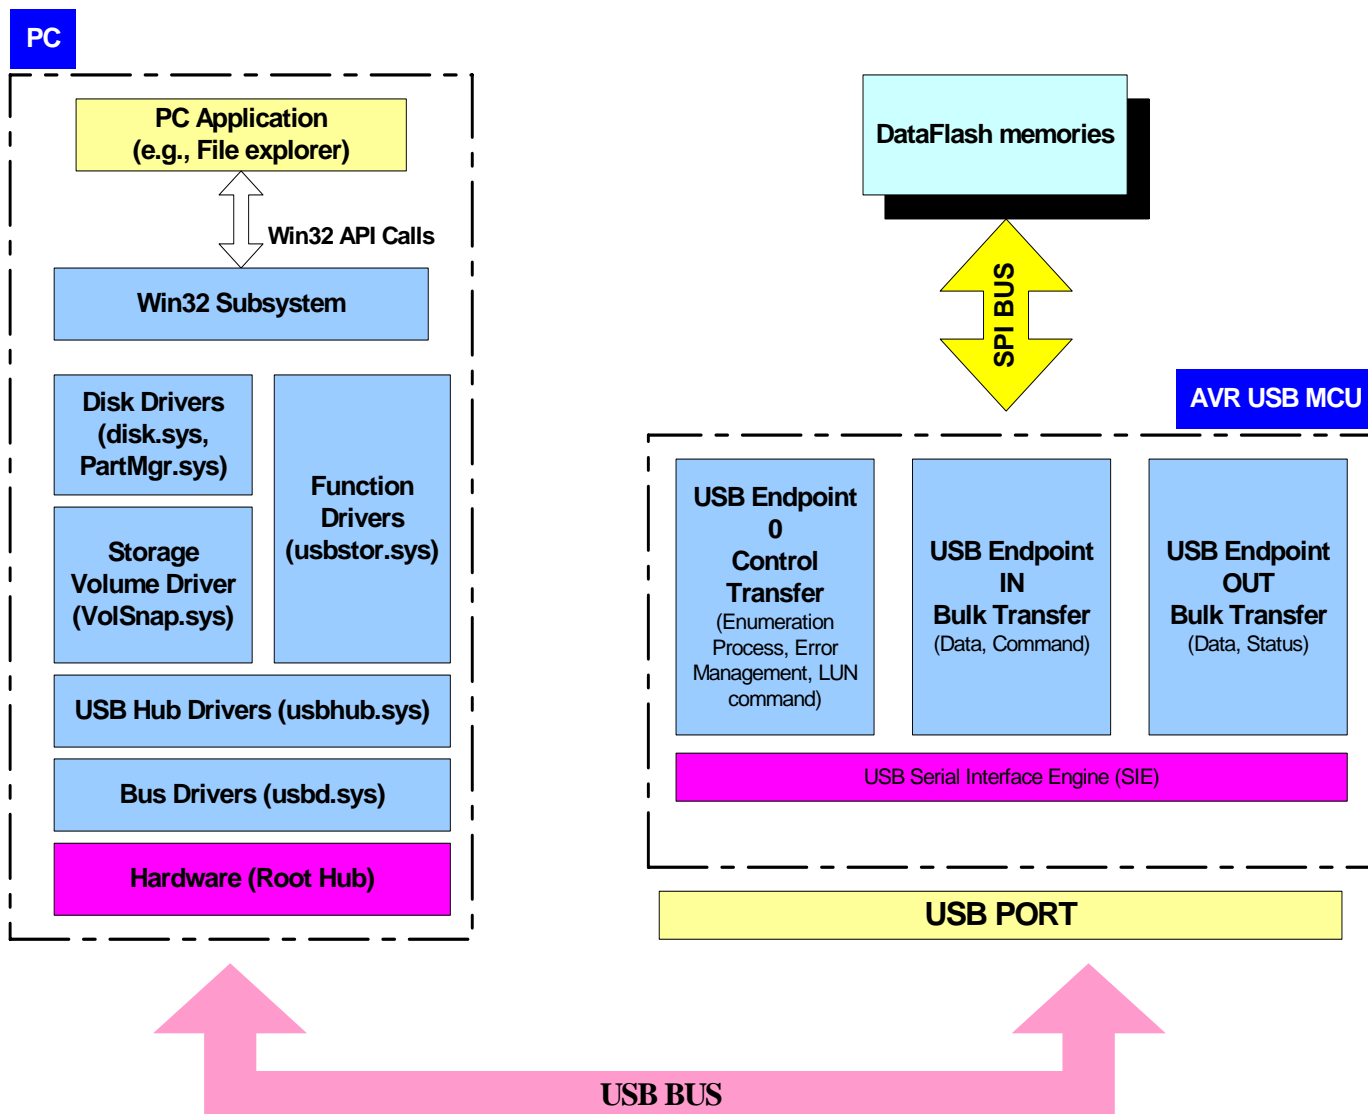 PC
PC Application
(e.g., File explorer)
Win32 API Calls
Win32 Subsystem
Disk Drivers
(disk.sys,
PartMgr.sys)
Storage
Volume Driver
(VolSnap.sys)
Function
Drivers
(usbstor.sys)
USB Hub Drivers (usbhub.sys)
Bus Drivers (usbd.sys)
Hardware (Root Hub)
DataFlash memories
SPI BUS
AVR USB MCU
USB Endpoint
0
Control
Transfer
(Enumeration
Process, Error
Management, LUN
command)
USB Endpoint
IN
Bulk Transfer
(Data, Command)
USB Endpoint
OUT
Bulk Transfer
(Data, Status)
USB Serial Interface Engine (SIE)
USB PORT
USB BUS